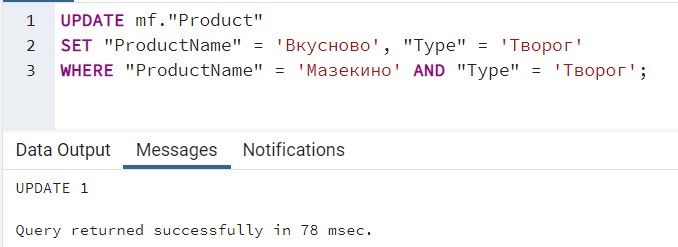 1 UPDATE mf."Product"
2 SET "ProductName" = 'Вкусново', "Type" = 'Творог'
3 WHERE "ProductName" = 'Мазекино' AND "Type" = 'Творог';
Data Output Messages Notifications
UPDATE 1
Query returned successfully in 78 msec.